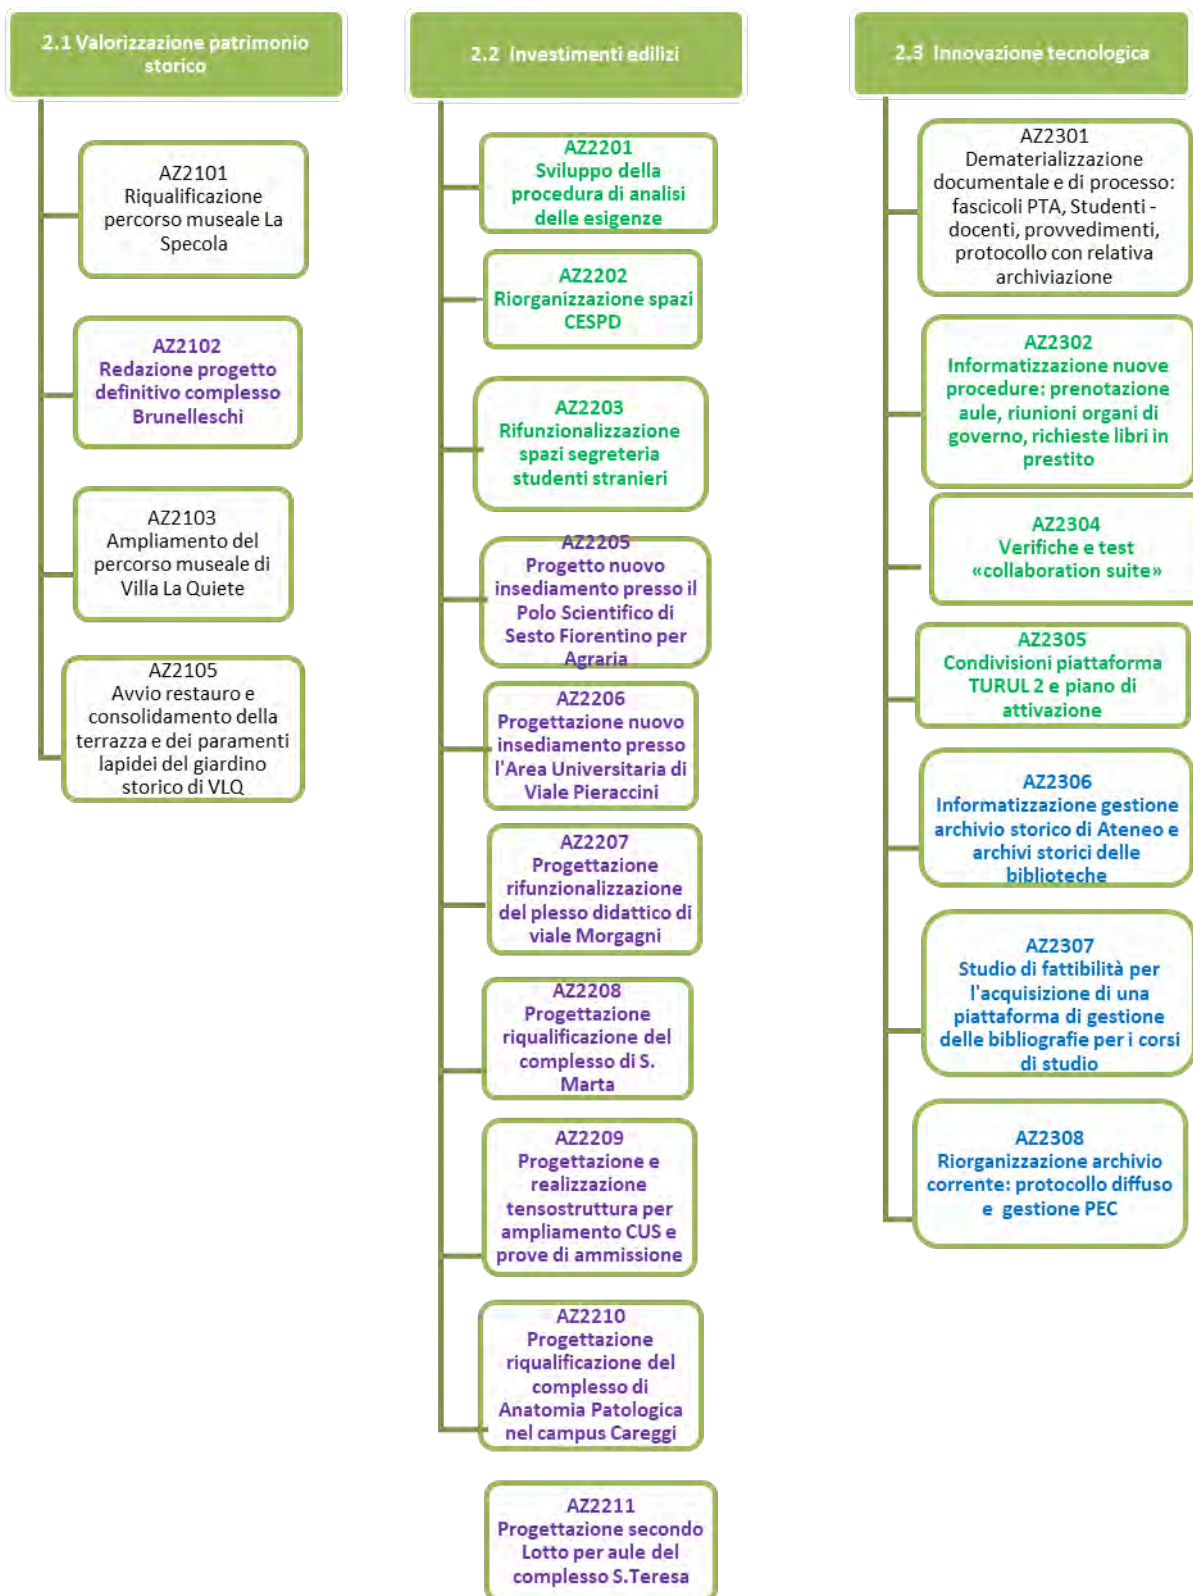 2.1 Valorizzazione patrimonio
storico
AZ2101
Riqualificazione
percorso museale La
Specola
AZ2102
Redazione progetto
definitivo complesso
Brunelleschi
AZ2103
Ampliamento del
percorso museale di
Villa La Quiete
AZ2105
Avvio restauro e
consolidamento della
terrazza e dei paramenti
lapidei del giardino
storico di VLQ
2.2 Investimenti edilizi
AZ2201
Sviluppo della
procedura di analisi
delle esigenze
AZ2202
Riorganizzazione spazi
CESPD
AZ2203
Rifunzionalizzazione
spazi segreteria
studenti stranieri
AZ2205
Progetto nuovo
insediamento presso il
Polo Scientifico di
Sesto Fiorentino per
Agraria
AZ2206
Progettazione nuovo
insediamento presso
l'Area Universitaria di
Viale Pieraccini
AZ2207
Progettazione
rifunzionalizzazione
del plesso didattico di
viale Morgagni
AZ2208
Progettazione
riqualificazione del
complesso di S.
Marta
AZ2209
Progettazione e
realizzazione
tensostruttura per
ampliamento CUS e
prove di ammissione
AZ2210
Progettazione
riqualificazione del
complesso di
Anatomia Patologica
nel campus Careggi
AZ2211
Progettazione secondo
Lotto per aule del
complesso S.Teresa
2.3 Innovazione tecnologica
AZ2301
Dematerializzazione
documentale e di processo:
fascicoli PTA, Studenti -
docenti, provvedimenti,
protocollo con relativa
archiviazione
AZ2302
Informatizzazione nuove
procedure: prenotazione
aule, riunioni organi di
governo, richieste libri in
prestito
AZ2304
Verifiche e test
«collaboration suite»
AZ2305
Condivisioni piattaforma
TURUL 2 e piano di
attivazione
AZ2306
Informatizzazione gestione
archivio storico di Ateneo e
archivi storici delle
biblioteche
AZ2307
Studio di fattibilità per
l'acquisizione di una
piattaforma di gestione
delle bibliografie per i corsi
di studio
AZ2308
Riorganizzazione archivio
corrente: protocollo diffuso
e gestione PEC